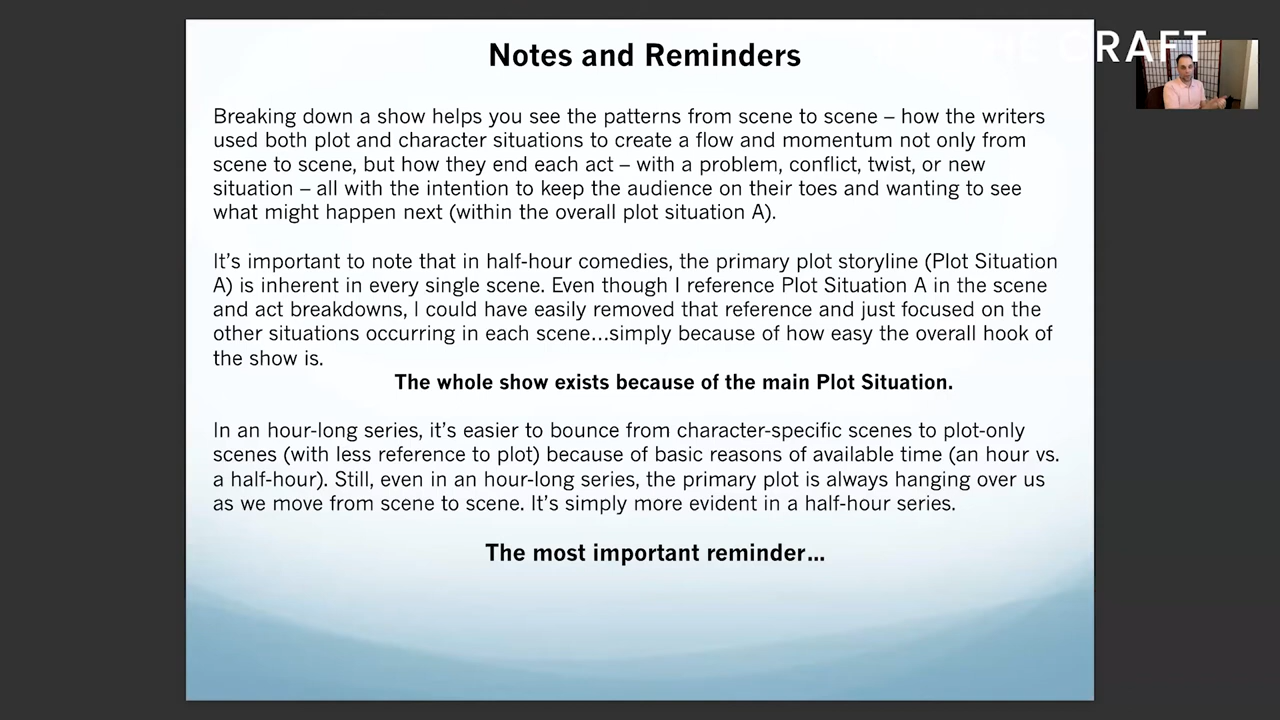 Notes and Reminders
Breaking down a show helps you see the patterns from scene to scene – how the writers
used both plot and character situations to create a flow and momentum not only from
scene to scene, but how they end each act – with a problem, conflict, twist, or new
situation – all with the intention to keep the audience on their toes and wanting to see
what might happen next (within the overall plot situation A).
It's important to note that in half-hour comedies, the primary plot storyline (Plot Situation
A) is inherent in every single scene. Even though I reference Plot Situation A in the scene
and act breakdowns, I could have easily removed that reference and just focused on the
other situations occurring in each scene...simply because of how easy the overall hook of
the show is.
The whole show exists because of the main Plot Situation.
In an hour-long series, it's easier to bounce from character-specific scenes to plot-only
scenes (with less reference to plot) because of basic reasons of available time (an hour vs.
a half-hour). Still, even in an hour-long series, the primary plot is always hanging over us
as we move from scene to scene. It's simply more evident in a half-hour series.
The most important reminder...